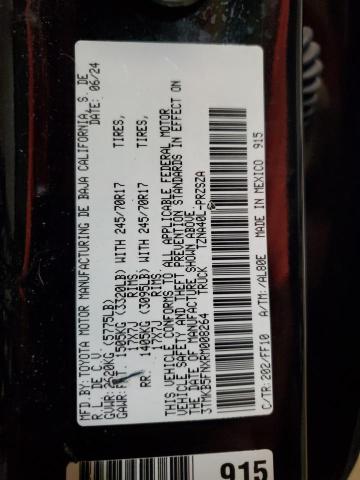 MFD.BY: TOYOTA MOTOR MANUFACTURING DE BAJA CALIFORNIA, S. DE
R.L. DE C.V. DATE: 06/24
GVWR: 2620KG (5775LB)
GAWR: FRT. 1505KG (3320LB) WITH 245/70R17 TIRES,
17X7J RIMS.
RR. 1405KG (3095LB) WITH 245/70R17 TIRES,
17X7J RIMS.
THIS VEHICLE CONFORMS TO ALL APPLICABLE FEDERAL MOTOR
VEHICLE SAFETY AND THEFT PREVENTION STANDARDS IN EFFECT ON
THE DATE OF MANUFACTURE SHOWN ABOVE.
3TMKB5FNXRM008264 TRUCK TZNA40L-PRZSZA
C/TR: 202/FF10 A/TM: /AL80E MADE IN MEXICO 915
915